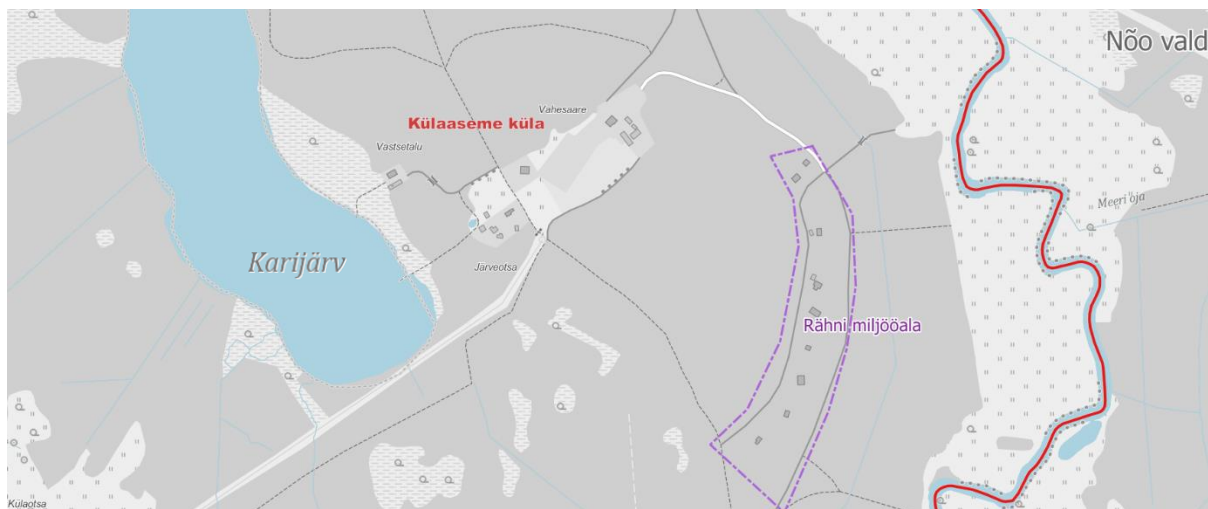 Nõo vald
Vahesaare
Külaaseme küla
Vastsetalu
Meeri oja
Karijärv
Järveotsa
Rähni miljööala
Külaotsa